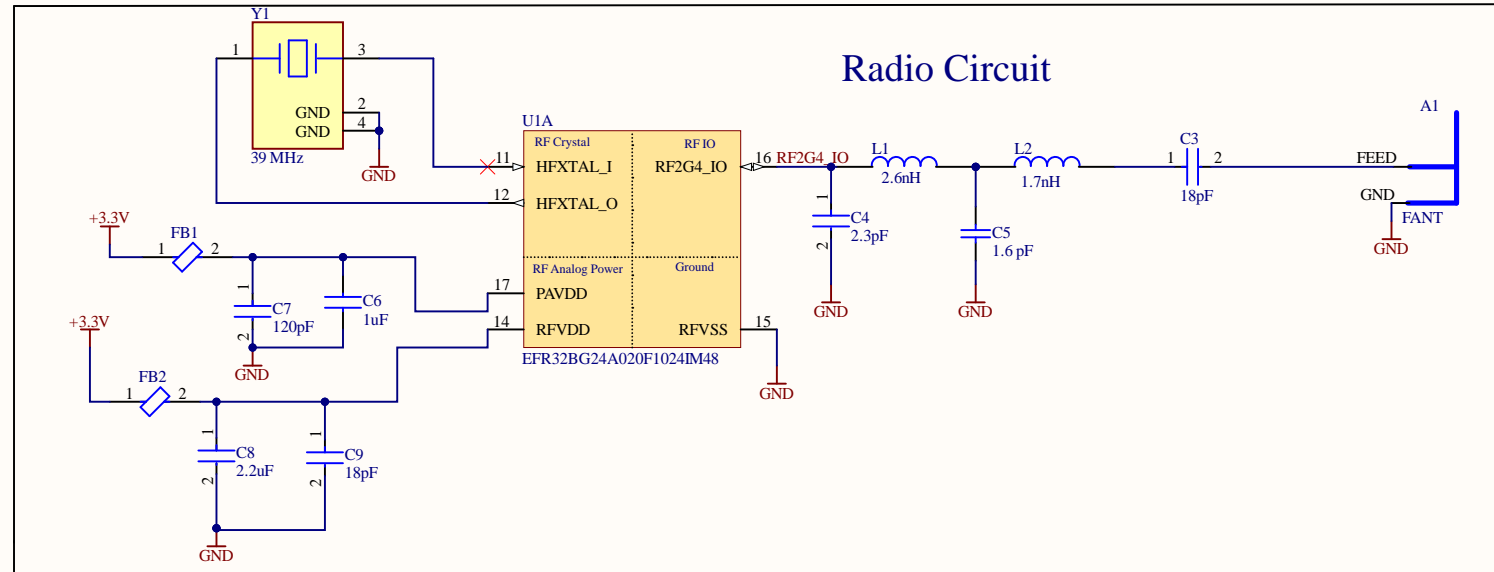 Radio Circuit
Y1
1
3
GND
2
GND
4
39 MHz
GND
U1A
RF Crystal
RF IO
11
HFXTAL_I
RF2G4_IO
16
RF2G4_IO
12
HFXTAL_O
RF Analog Power
Ground
17
PAVDD
14
RFVDD
RFVSS
15
EFR32BG24A020F1024IM48
GND
L1
2.6nH
L2
1.7nH
C3
1
2
18pF
1
C4
2.3pF
2
GND
C5
1.6 pF
GND
A1
FEED
GND
FANT
GND
+3.3V
FB1
1
2
1
C7
120pF
2
C6
1uF
GND
+3.3V
FB2
1
2
1
C8
2.2uF
2
1
C9
18pF
2
GND